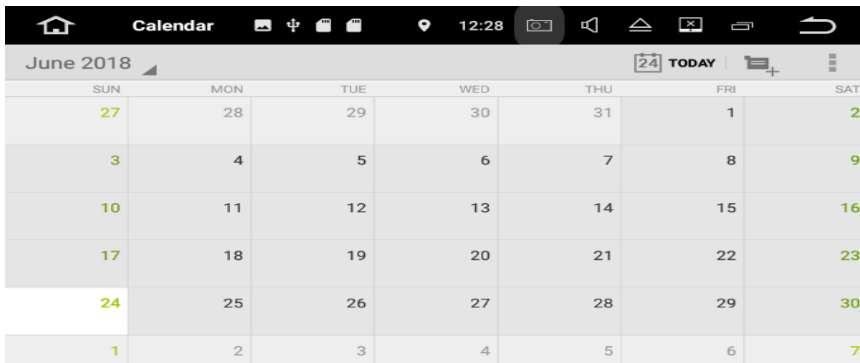 Calendar 12:28
June 2018 24 TODAY
SUN MON TUE WED THU FRI SAT
27 28 29 30 31 1 2
3 4 5 6 7 8 9
10 11 12 13 14 15 16
17 18 19 20 21 22 23
24 25 26 27 28 29 30
1 2 3 4 5 6 7